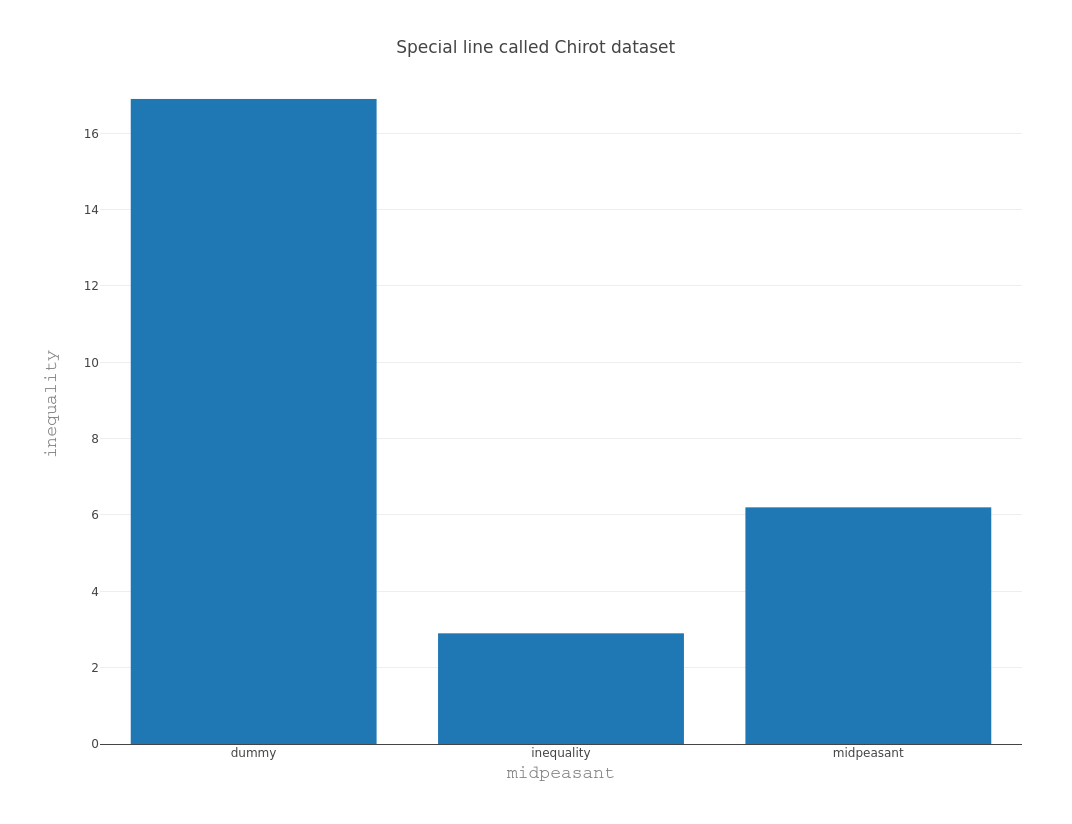 Special line called Chirot dataset
16
14
12
10
8
6
4
2
0
inequality
dummy inequality midpeasant
midpeasant